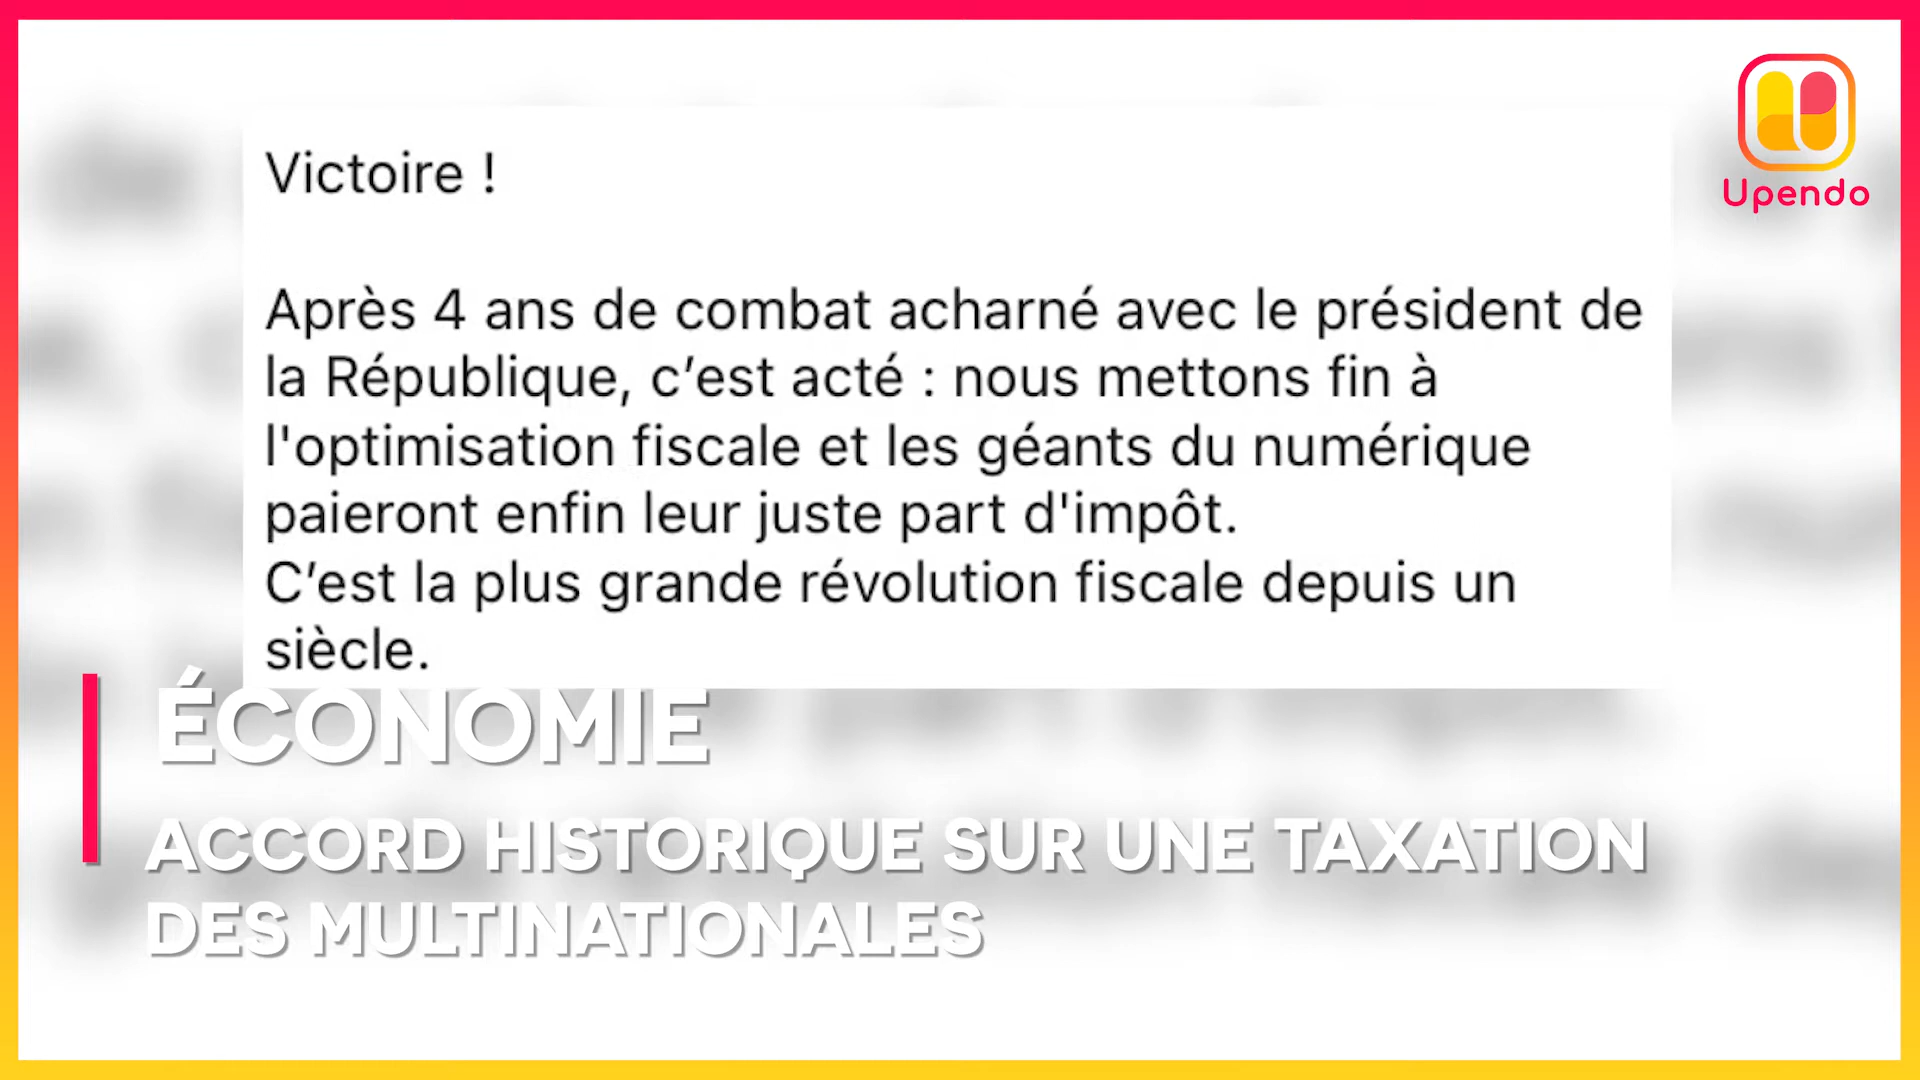 Upendo
Victoire !
Après 4 ans de combat acharné avec le président de
la République, c’est acté : nous mettons fin à
l'optimisation fiscale et les géants du numérique
paieront enfin leur juste part d'impôt.
C’est la plus grande révolution fiscale depuis un
siècle.
ÉCONOMIE
ACCORD HISTORIQUE SUR UNE TAXATION
DES MULTINATIONALES